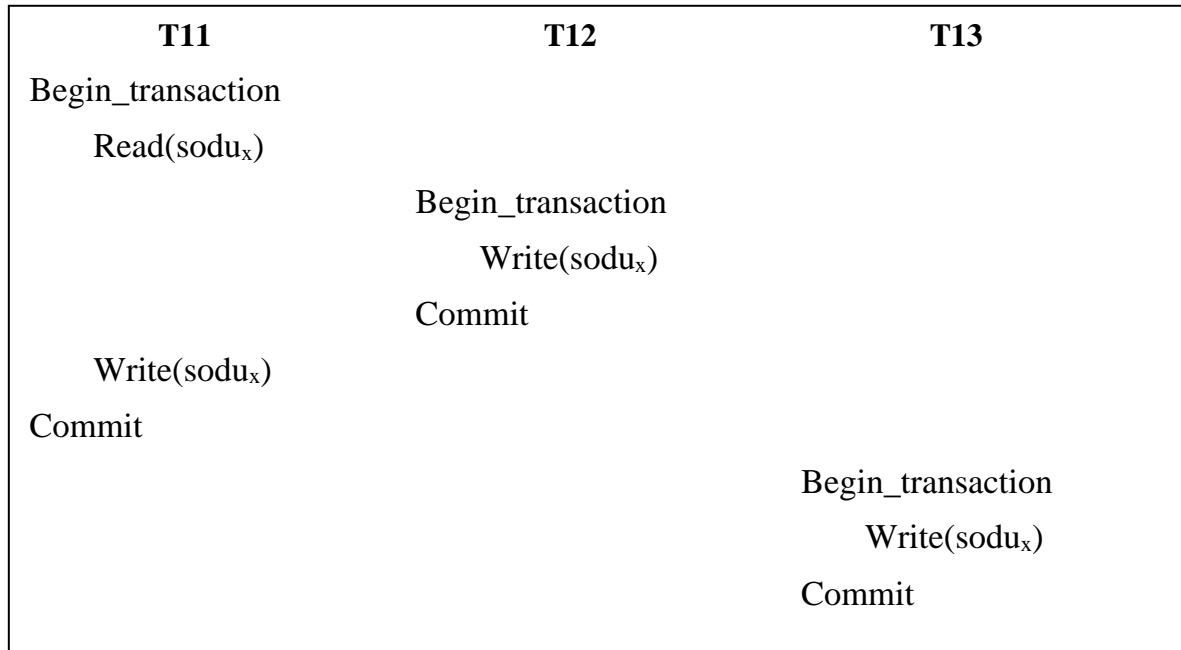 T11 T12 T13
Begin_transaction
Read(soduₓ)
Begin_transaction
Write(soduₓ)
Commit
Write(soduₓ)
Commit
Begin_transaction
Write(soduₓ)
Commit